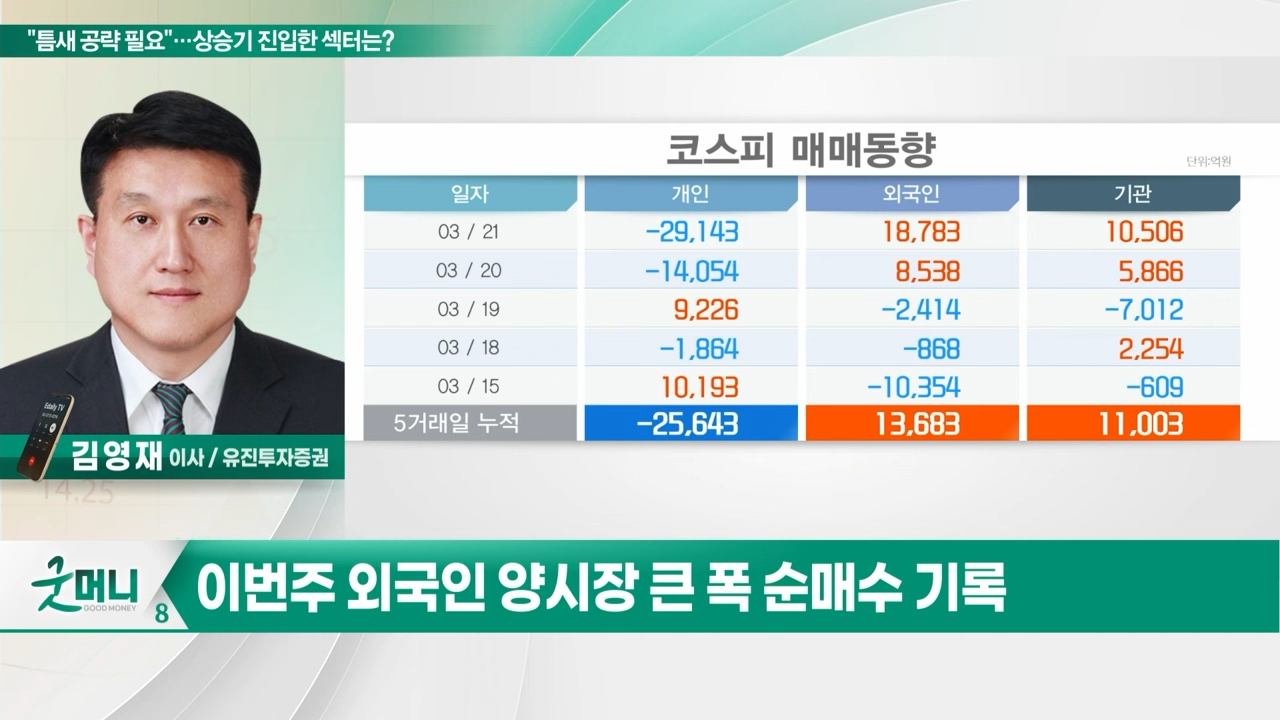 "틈새 공략 필요"…상승기 진입한 섹터는?
코스피 매매동향
단위:억원
일자 개인 외국인 기관
03 / 21 -29,143 18,783 10,506
03 / 20 -14,054 8,538 5,866
03 / 19 9,226 -2,414 -7,012
03 / 18 -1,864 -868 2,254
03 / 15 10,193 -10,354 -609
5거래일 누적 -25,643 13,683 11,003
Edaily TV
김영재 이사 / 유진투자증권
14.25
굿머니
GOOD MONEY
8
이번주 외국인 양시장 큰 폭 순매수 기록